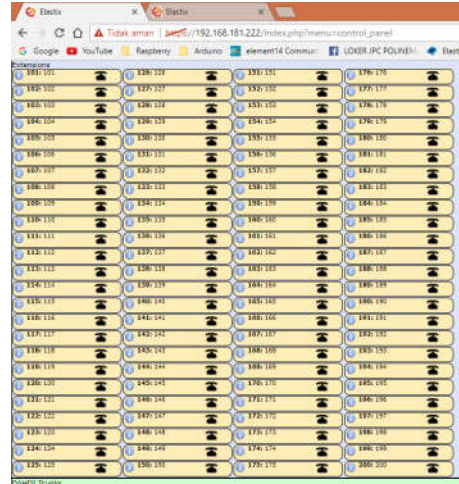 Elastix
Elastix
Tidak aman | https://192.168.181.222/index.php?menu=control_panel
Google YouTube Raspberry Arduino element14 Commun LOKER JPC POLINEM Elast
Extensions
101: 101 126: 126 151: 151 176: 176
102: 102 127: 127 152: 152 177: 177
103: 103 128: 128 153: 153 178: 178
104: 104 129: 129 154: 154 179: 179
105: 105 130: 130 155: 155 180: 180
106: 106 131: 131 156: 156 181: 181
107: 107 132: 132 157: 157 182: 182
108: 108 133: 133 158: 158 183: 183
109: 109 134: 134 159: 159 184: 184
110: 110 135: 135 160: 160 185: 185
111: 111 136: 136 161: 161 186: 186
112: 112 137: 137 162: 162 187: 187
113: 113 138: 138 163: 163 188: 188
114: 114 139: 139 164: 164 189: 189
115: 115 140: 140 165: 165 190: 190
116: 116 141: 141 166: 166 191: 191
117: 117 142: 142 167: 167 192: 192
118: 118 143: 143 168: 168 193: 193
119: 119 144: 144 169: 169 194: 194
120: 120 145: 145 170: 170 195: 195
121: 121 146: 146 171: 171 196: 196
122: 122 147: 147 172: 172 197: 197
123: 123 148: 148 173: 173 198: 198
124: 124 149: 149 174: 174 199: 199
125: 125 150: 150 175: 175 200: 200
DAHDI Trunks